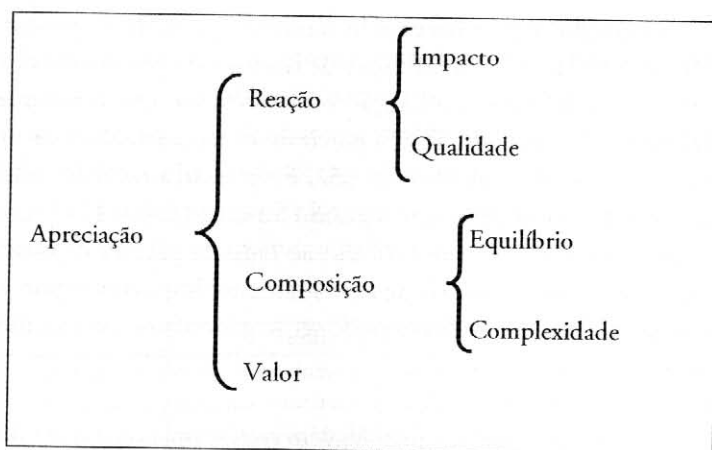 Impacto
Reação
Qualidade
Apreciação
Equilíbrio
Composição
Complexidade
Valor